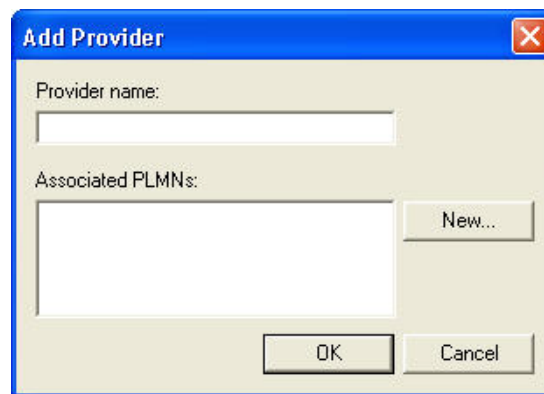 Add Provider
Provider name:
Associated PLMNs:
New...
OK Cancel